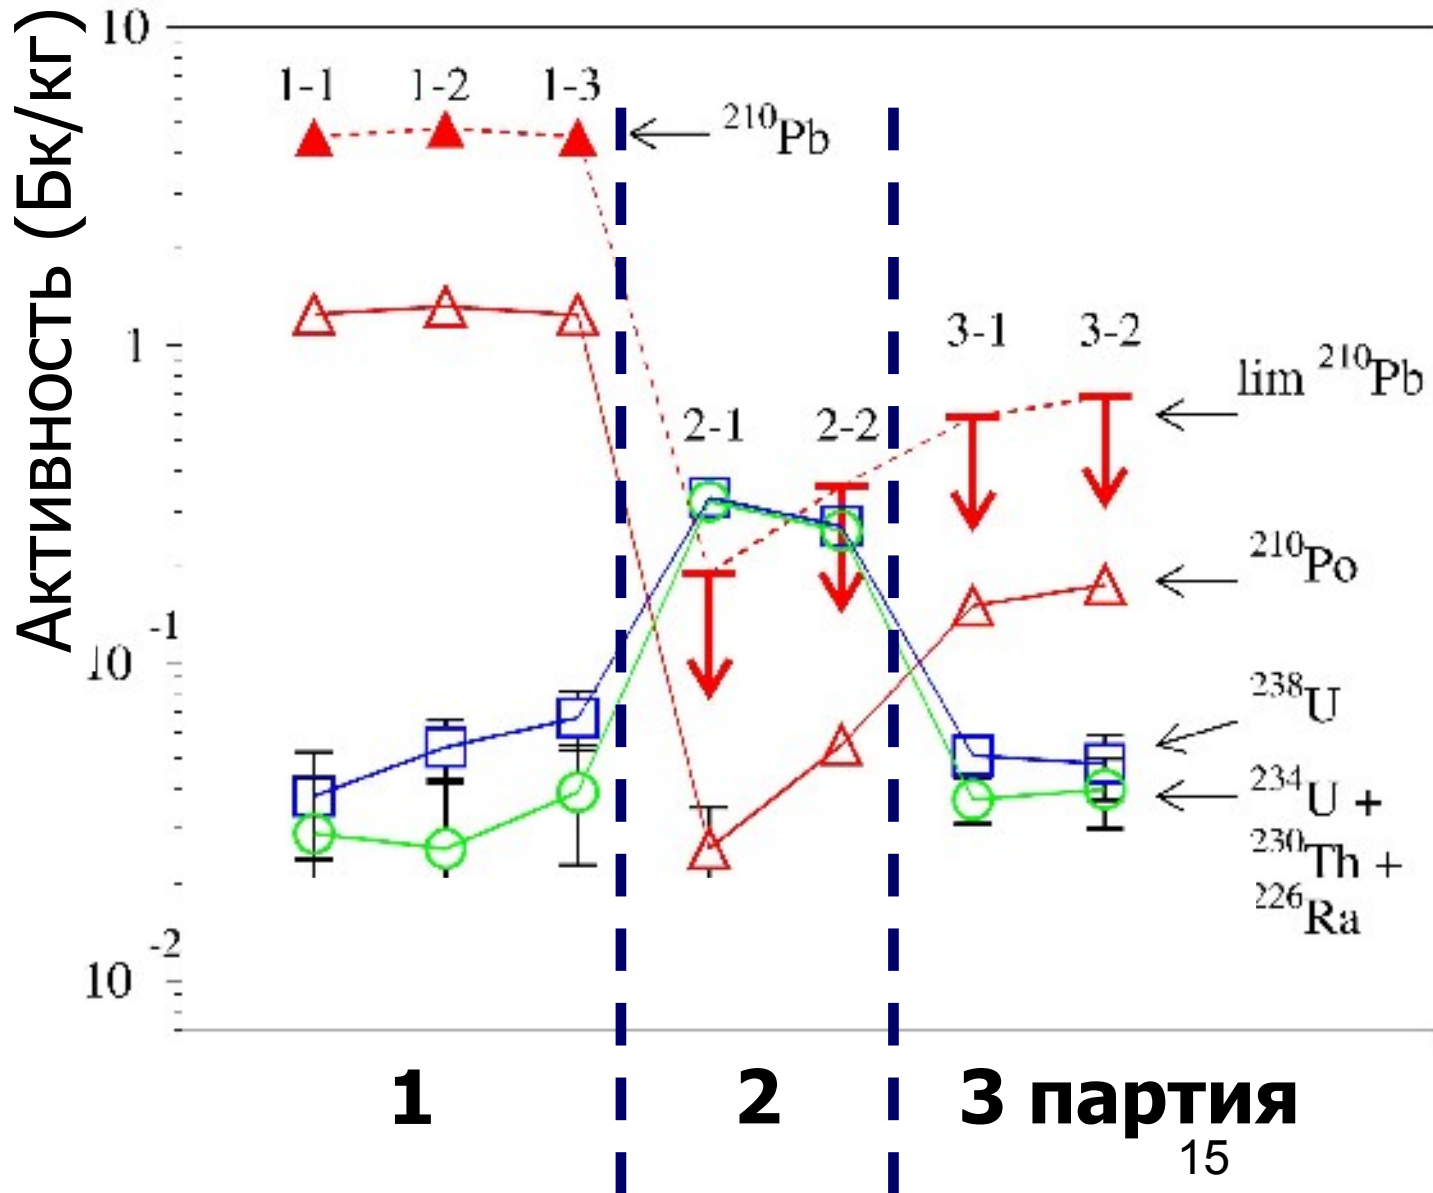 Активность (Бк/кг)
10
1
10⁻¹
10⁻²
1-1 1-2 1-3
²¹⁰Pb
2-1 2-2
3-1 3-2
lim ²¹⁰Pb
²¹⁰Po
²³⁸U
²³⁴U +
²³⁰Th +
²²⁶Ra
1 2 3 партия
15